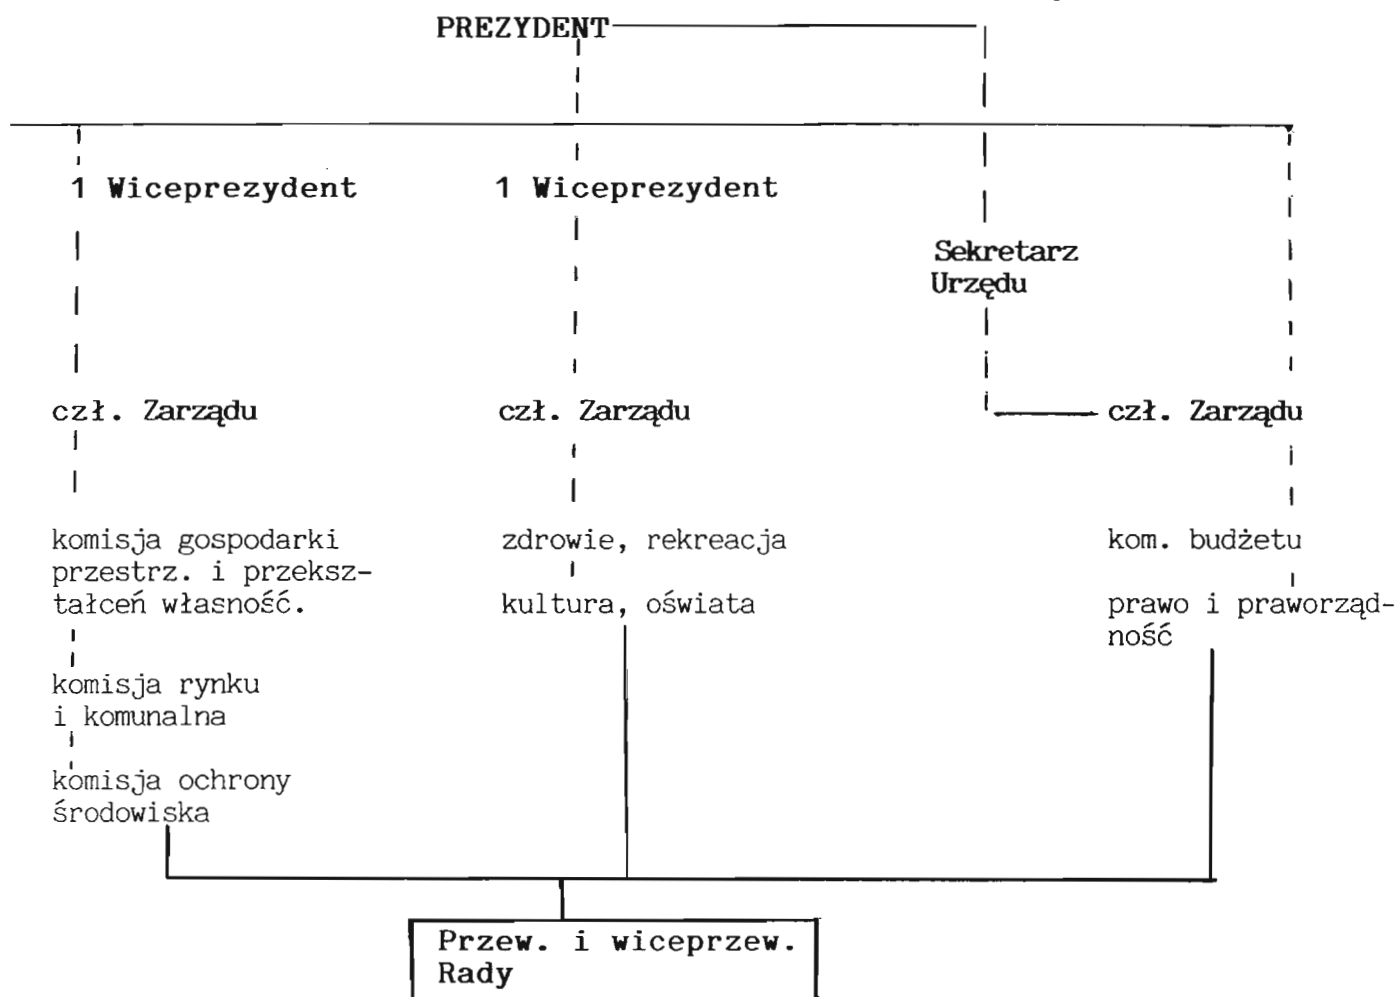 PREZYDENT
1 Wiceprezydent
1 Wiceprezydent
Sekretarz
Urzędu
czł. Zarządu
czł. Zarządu
czł. Zarządu
komisja gospodarki
przestrz. i przeksz-
tałceń własność.
komisja rynku
i komunalna
komisja ochrony
środowiska
zdrowie, rekreacja
kultura, oświata
kom. budżetu
prawo i praworząd-
ność
Przew. i wiceprzew.
Rady